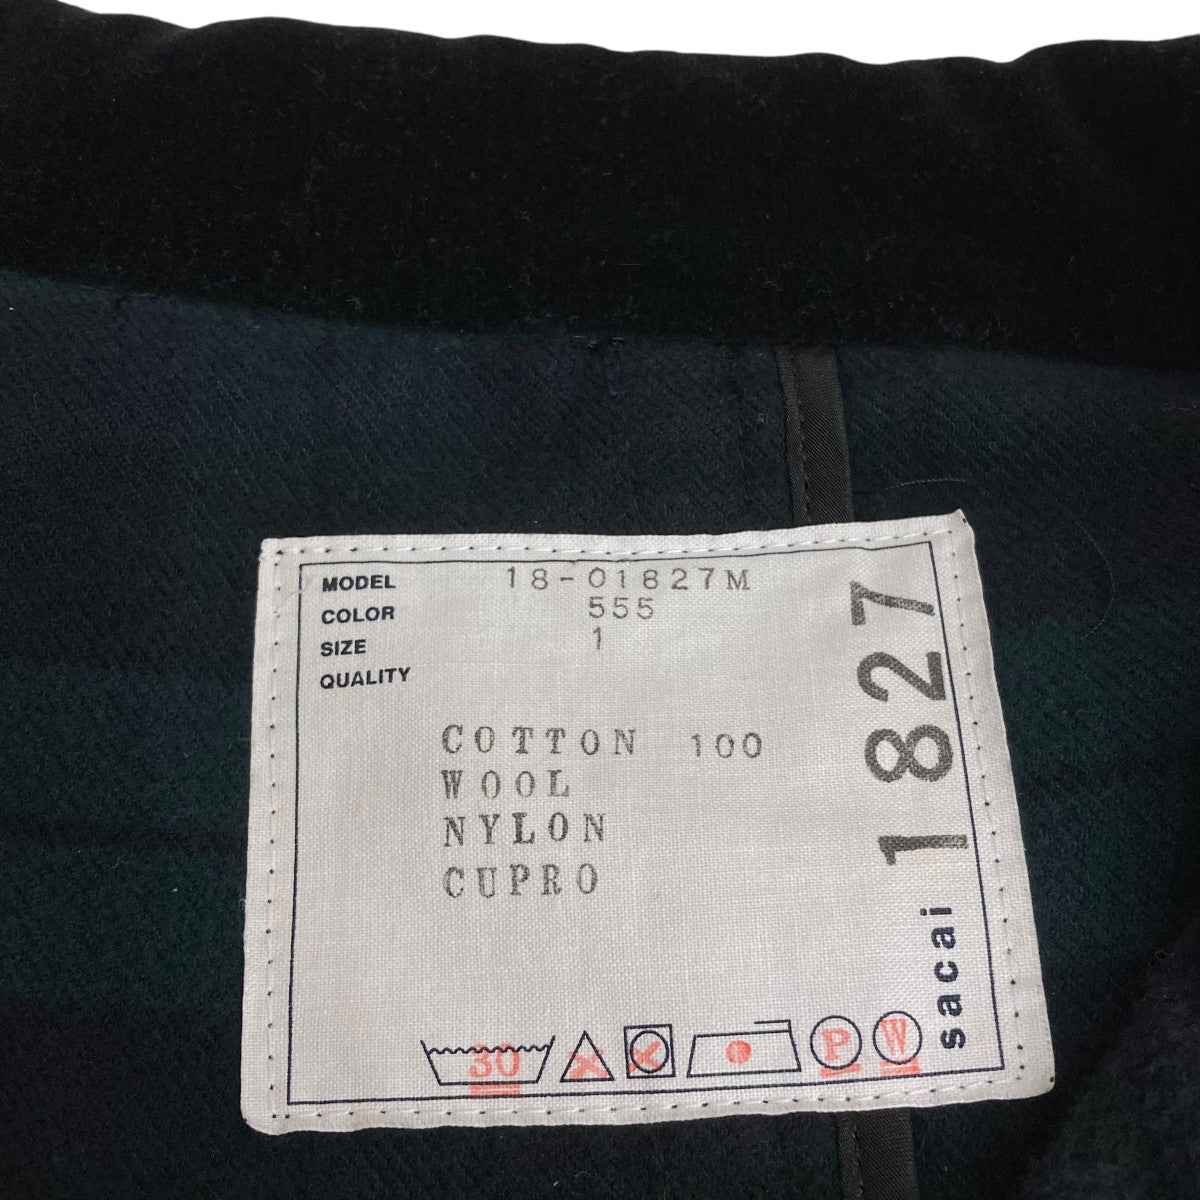 MODEL 18-01827M
COLOR 555
SIZE 1
QUALITY
COTTON 100
WOOL
NYLON
CUPRO
sacai 1827
30 P W